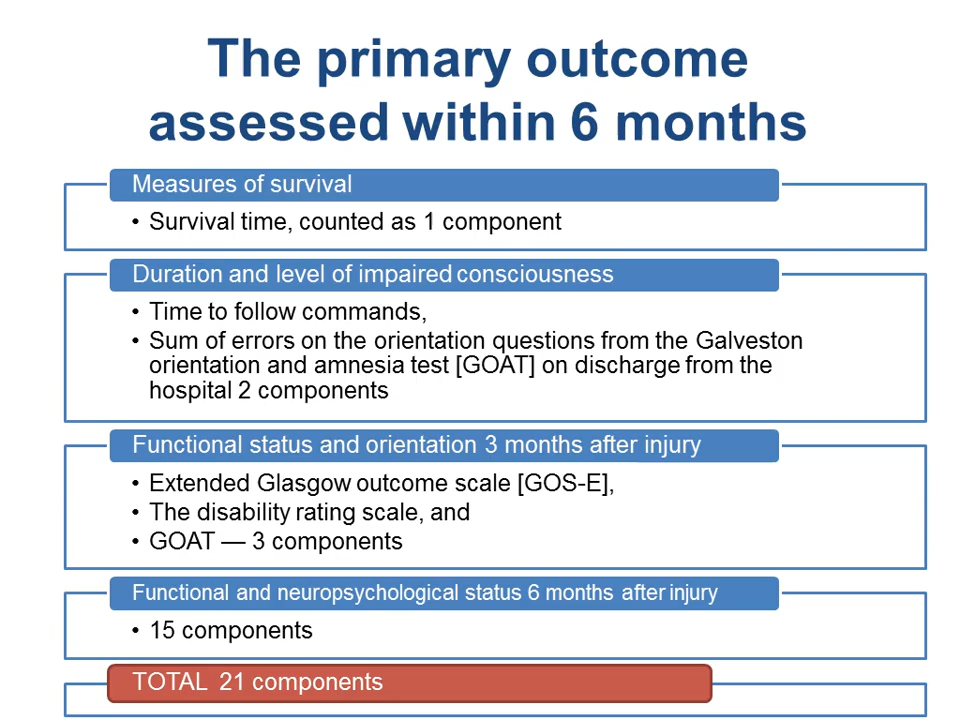 The primary outcome
assessed within 6 months
Measures of survival
• Survival time, counted as 1 component
Duration and level of impaired consciousness
• Time to follow commands,
• Sum of errors on the orientation questions from the Galveston
orientation and amnesia test [GOAT] on discharge from the
hospital 2 components
Functional status and orientation 3 months after injury
• Extended Glasgow outcome scale [GOS-E],
• The disability rating scale, and
• GOAT — 3 components
Functional and neuropsychological status 6 months after injury
• 15 components
TOTAL 21 components